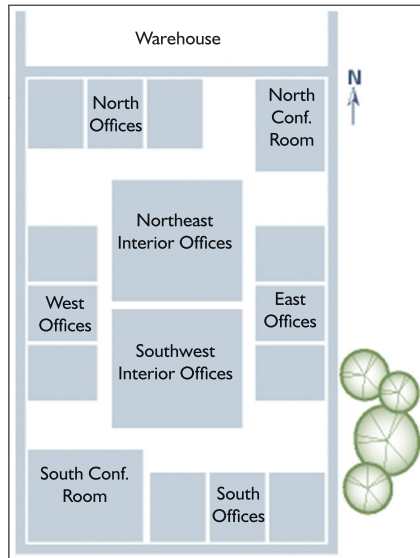 Warehouse
N
North
Offices
North
Conf.
Room
Northeast
Interior Offices
West
Offices
East
Offices
Southwest
Interior Offices
South Conf.
Room
South
Offices